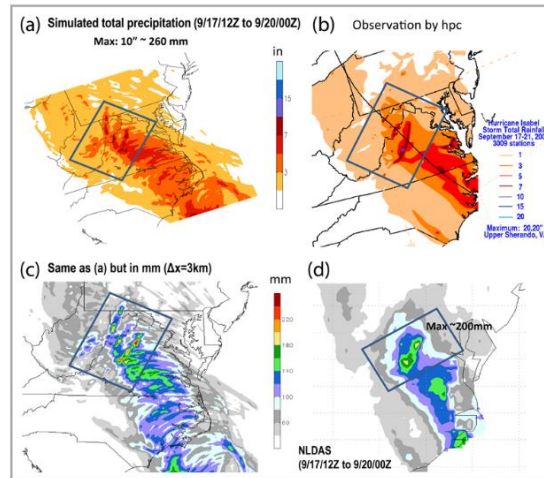 (a) Simulated total precipitation (9/17/12Z to 9/20/00Z)
Max: 10” ~ 260 mm
in
15
7
3
(b) Observation by hpc
Hurricane Isabel
Storm Total Rainfall
September 17-21, 200
3009 stations
1
3
5
7
10
15
20
Maximum: 20.20"
Upper Sherando, V.
(c) Same as (a) but in mm (Δx=3km)
mm
220
180
140
100
60
(d)
Max ~200mm
NLDAS
(9/17/12Z to 9/20/00Z